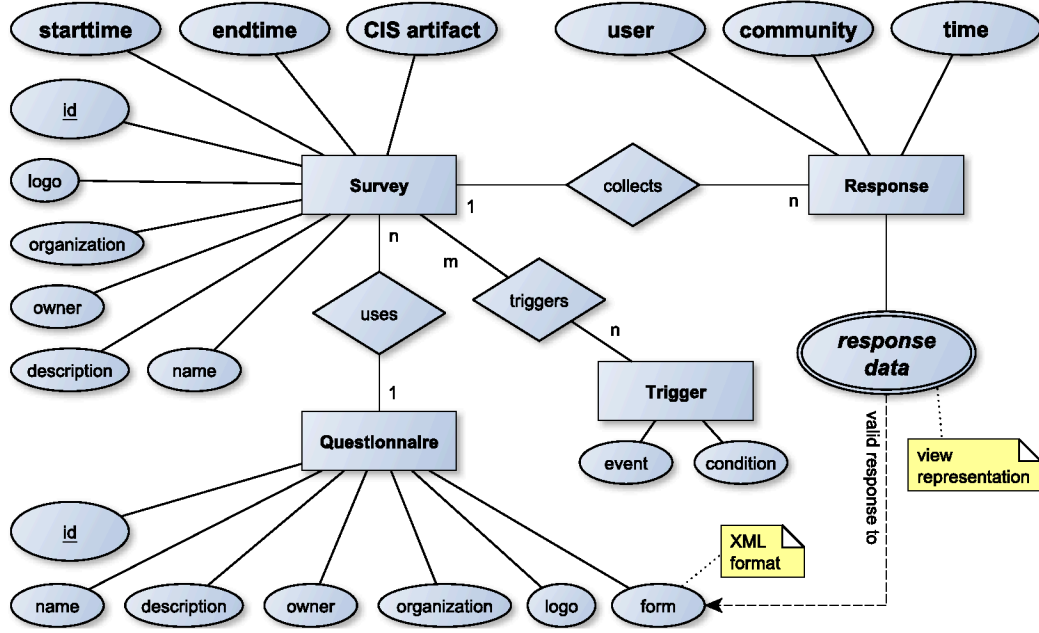 starttime
endtime
CIS artifact
user
community
time
id
logo
Survey
collects
Response
1
n
organization
n
m
owner
uses
triggers
response
data
description
name
n
1
Trigger
valid response to
Questionnaire
event
condition
view
representation
id
XML
format
name
description
owner
organization
logo
form